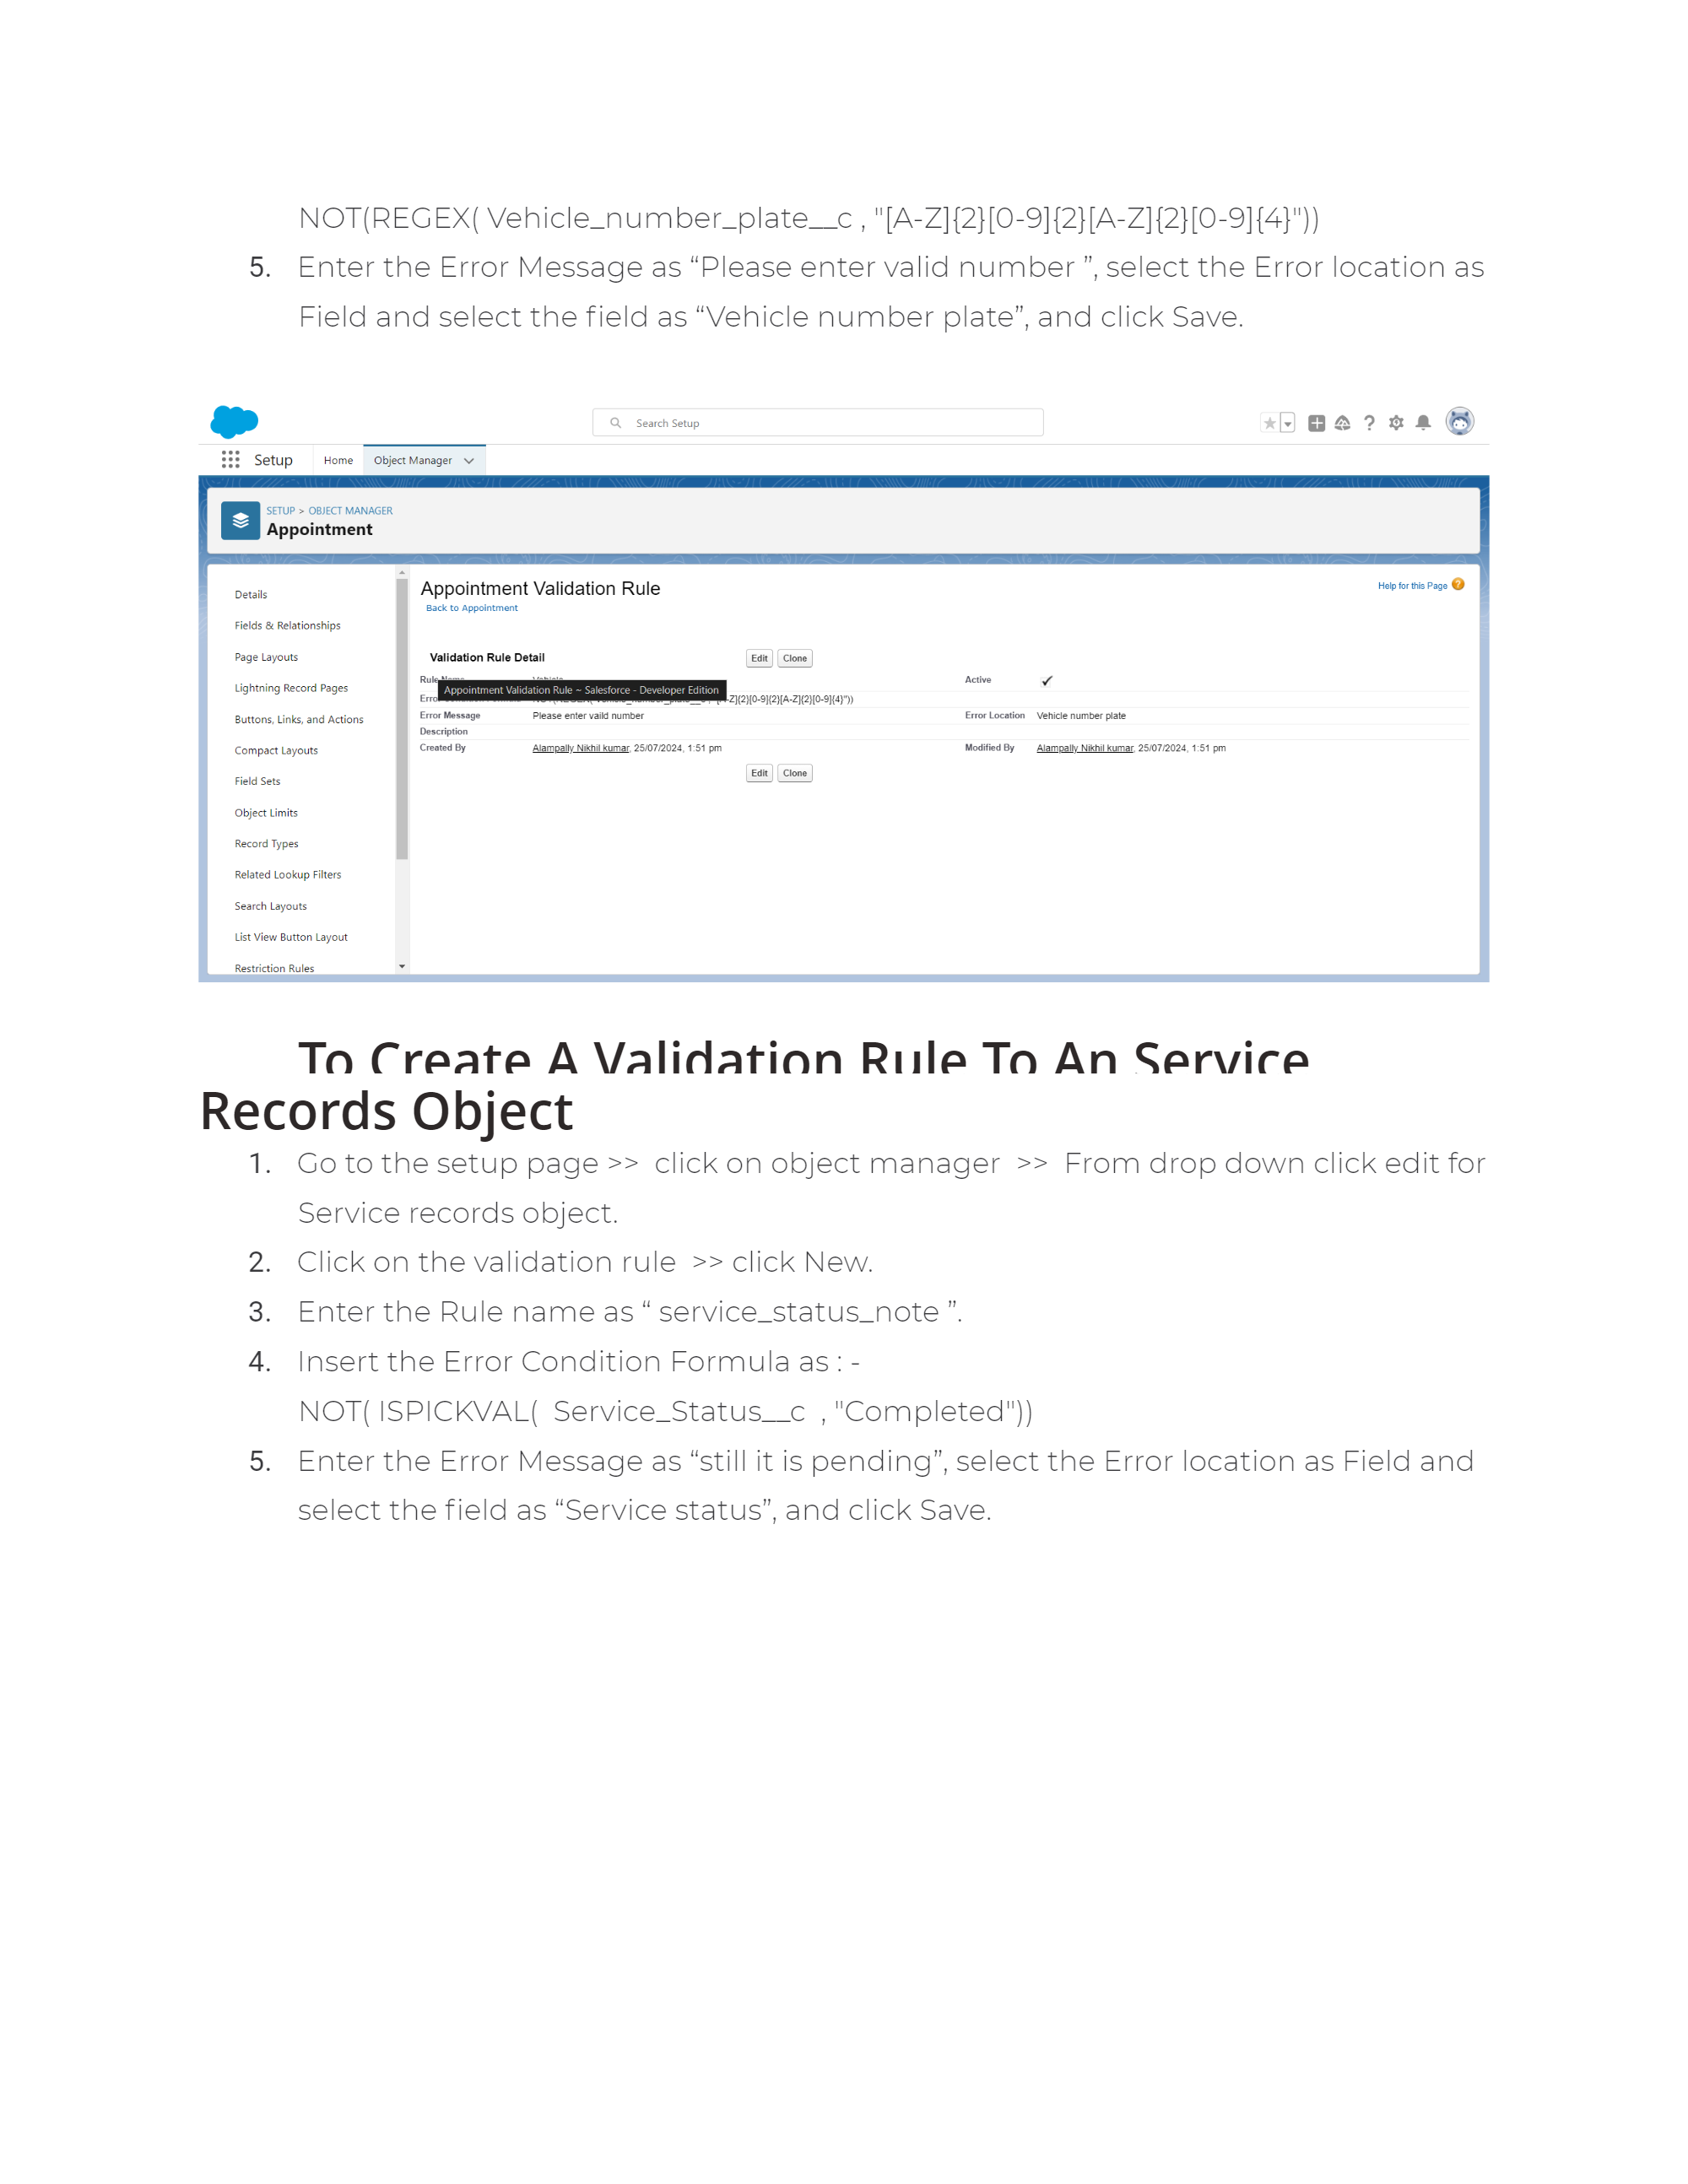 NOT(REGEX( Vehicle_number_plate__c , "[A-Z]{2}[0-9]{2}[A-Z]{2}[0-9]{4}"))
5. Enter the Error Message as “Please enter valid number ”, select the Error location as
Field and select the field as “Vehicle number plate”, and click Save.
Search Setup
Setup Home Object Manager
SETUP > OBJECT MANAGER
Appointment
Details
Fields & Relationships
Page Layouts
Lightning Record Pages
Buttons, Links, and Actions
Compact Layouts
Field Sets
Object Limits
Record Types
Related Lookup Filters
Search Layouts
List View Button Layout
Restriction Rules
Appointment Validation Rule
Help for this Page
Back to Appointment
Validation Rule Detail Edit Clone
Active
Appointment Validation Rule ~ Salesforce - Developer Edition
-Z]{2}[0-9]{2}[A-Z]{2}[0-9]{4}"))
Error Message Please enter vaild number Error Location Vehicle number plate
Description
Created By Alampally Nikhil kumar, 25/07/2024, 1:51 pm Modified By Alampally Nikhil kumar, 25/07/2024, 1:51 pm
Edit Clone
To Create A Validation Rule To An Service
Records Object
1. Go to the setup page >> click on object manager >> From drop down click edit for
Service records object.
2. Click on the validation rule >> click New.
3. Enter the Rule name as “ service_status_note ”.
4. Insert the Error Condition Formula as : -
NOT( ISPICKVAL( Service_Status__c , "Completed"))
5. Enter the Error Message as “still it is pending”, select the Error location as Field and
select the field as “Service status”, and click Save.